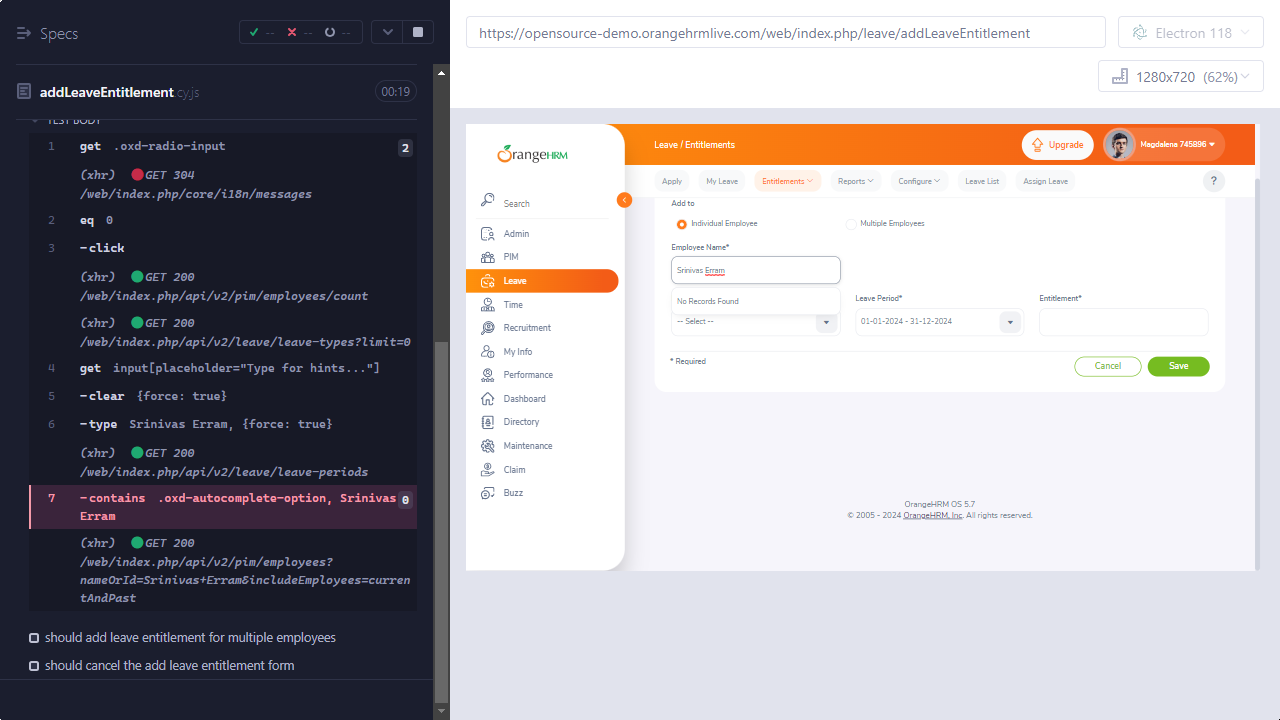 Specs
-- -- --
addLeaveEntitlement.cy.js 00:19
TEST BODY
1 get .oxd-radio-input 2
(xhr) GET 304
/web/index.php/core/i18n/messages
2 eq 0
3 -click
(xhr) GET 200
/web/index.php/api/v2/pim/employees/count
(xhr) GET 200
/web/index.php/api/v2/leave/leave-types?limit=0
4 get input[placeholder="Type for hints..."]
5 -clear {force: true}
6 -type Srinivas Erram, {force: true}
(xhr) GET 200
/web/index.php/api/v2/leave/leave-periods
7 -contains .oxd-autocomplete-option, Srinivas 0
Erram
(xhr) GET 200
/web/index.php/api/v2/pim/employees?
nameOrId=Srinivas+Erram&includeEmployees=curren
tAndPast
should add leave entitlement for multiple employees
should cancel the add leave entitlement form
https://opensource-demo.orangehrmlive.com/web/index.php/leave/addLeaveEntitlement
Electron 118
1280x720 (62%)
OrangeHRM
Search
Admin
PIM
Leave
Time
Recruitment
My Info
Performance
Dashboard
Directory
Maintenance
Claim
Buzz
Leave / Entitlements
Upgrade
Magdalena 745896
Apply My Leave Entitlements Reports Configure Leave List Assign Leave ?
Add to
Individual Employee Multiple Employees
Employee Name*
Srinivas Erram
No Records Found
Leave Period* Entitlement*
-- Select -- 01-01-2024 - 31-12-2024
* Required
Cancel Save
OrangeHRM OS 5.7
© 2005 - 2024 OrangeHRM, Inc. All rights reserved.